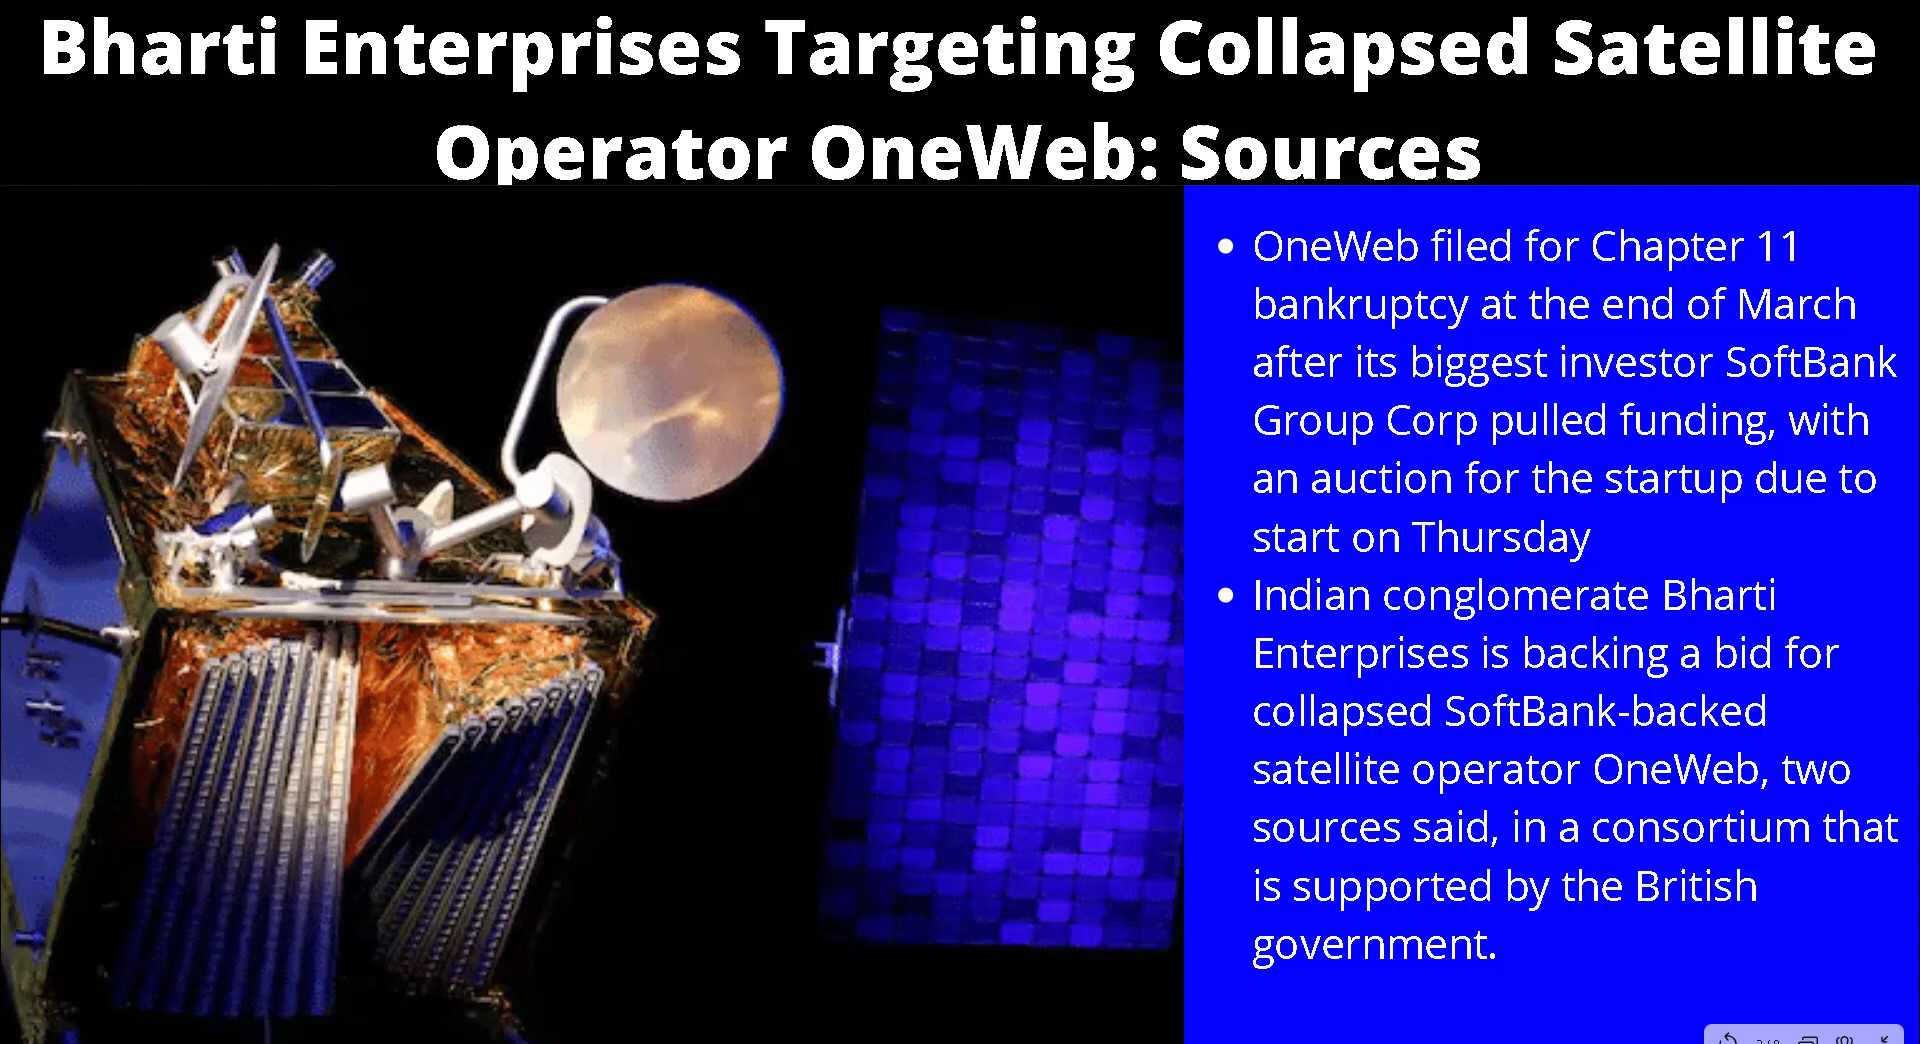 Bharti Enterprises Targeting Collapsed Satellite
Operator OneWeb: Sources
• OneWeb filed for Chapter 11
bankruptcy at the end of March
after its biggest investor SoftBank
Group Corp pulled funding, with
an auction for the startup due to
start on Thursday
• Indian conglomerate Bharti
Enterprises is backing a bid for
collapsed SoftBank-backed
satellite operator OneWeb, two
sources said, in a consortium that
is supported by the British
government.